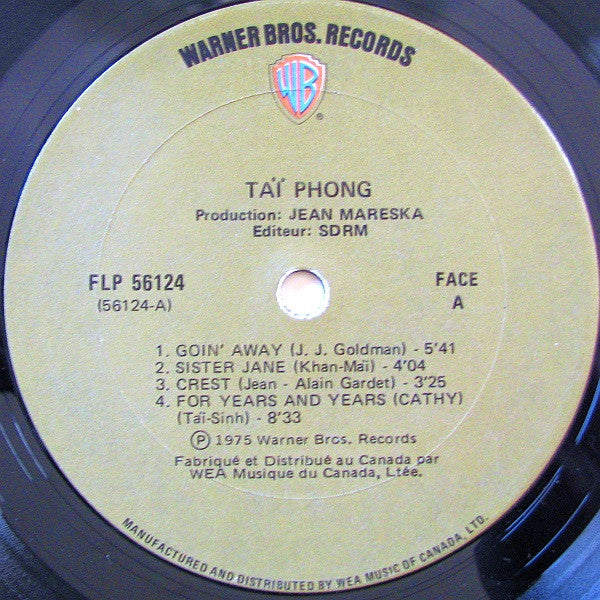 WARNER BROS. RECORDS
WB
®
TAÏ PHONG
Production: JEAN MARESKA
Editeur: SDRM
FLP 56124
(56124-A)
FACE
A
1. GOIN' AWAY (J. J. Goldman) - 5'41
2. SISTER JANE (Khan-Maï) - 4'04
3. CREST (Jean - Alain Gardet) - 3'25
4. FOR YEARS AND YEARS (CATHY)
(Taï-Sinh) - 8'33
Ⓟ 1975 Warner Bros. Records
Fabriqué et Distribué au Canada par
WEA Musique du Canada, Ltée.
MANUFACTURED AND DISTRIBUTED BY WEA MUSIC OF CANADA, LTD.